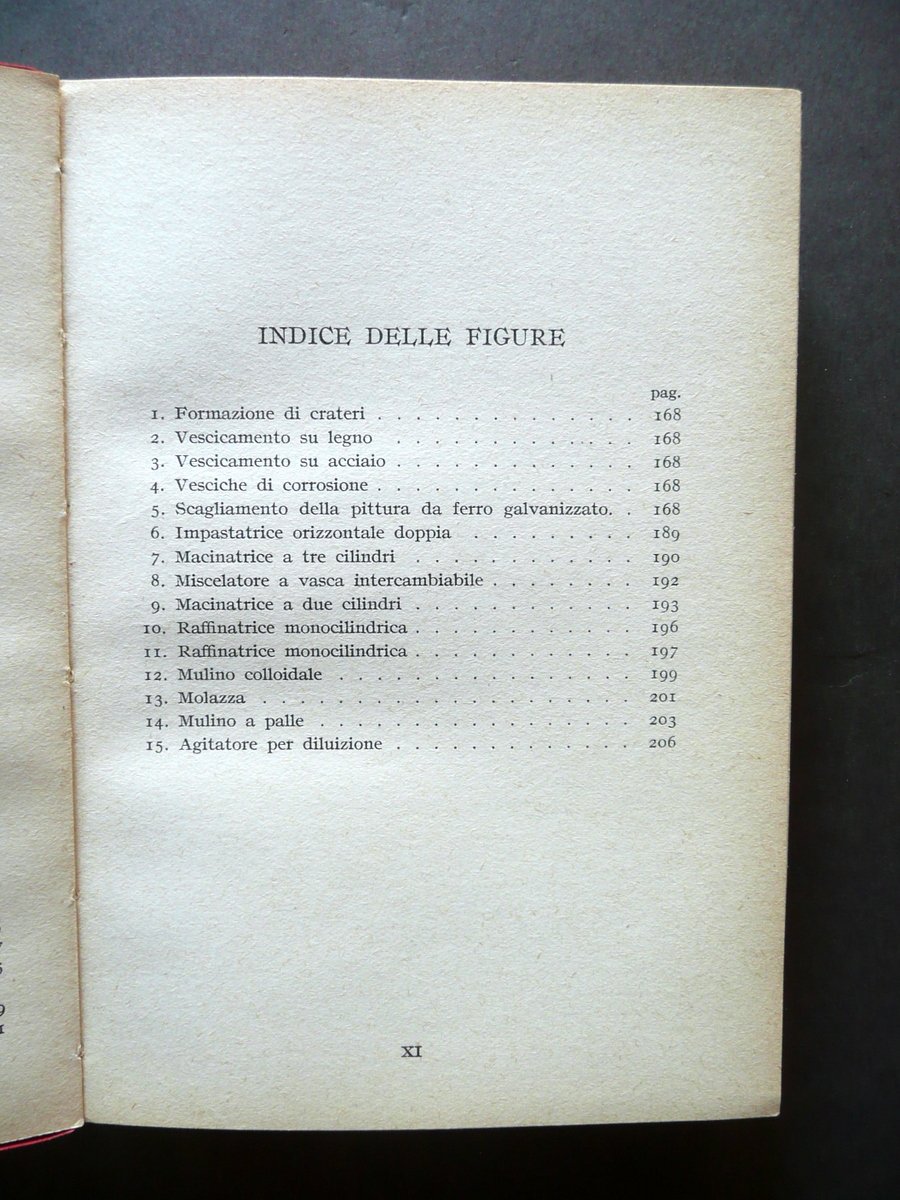 INDICE DELLE FIGURE
pag.
1. Formazione di crateri . . . . . . . . . . . . . . 168
2. Vescicamento su legno . . . . . . . . . . . . . 168
3. Vescicamento su acciaio . . . . . . . . . . . . . 168
4. Vesciche di corrosione . . . . . . . . . . . . . . 168
5. Scagliamento della pittura da ferro galvanizzato. . 168
6. Impastatrice orizzontale doppia . . . . . . . . . . 189
7. Macinatrice a tre cilindri . . . . . . . . . . . . 190
8. Miscelatore a vasca intercambiabile . . . . . . . . 192
9. Macinatrice a due cilindri . . . . . . . . . . . . 193
10. Raffinatrice monocilindrica . . . . . . . . . . . . 196
11. Raffinatrice monocilindrica . . . . . . . . . . . . 197
12. Mulino colloidale . . . . . . . . . . . . . . . . 199
13. Molazza . . . . . . . . . . . . . . . . . . . . 201
14. Mulino a palle . . . . . . . . . . . . . . . . . 203
15. Agitatore per diluizione . . . . . . . . . . . . . 206
XI